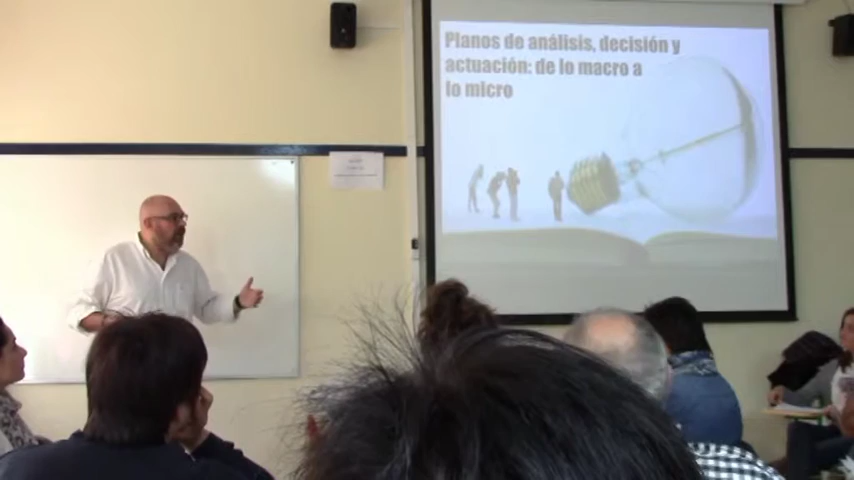 Planos de análisis, decisión y
actuación: de lo macro a
lo micro